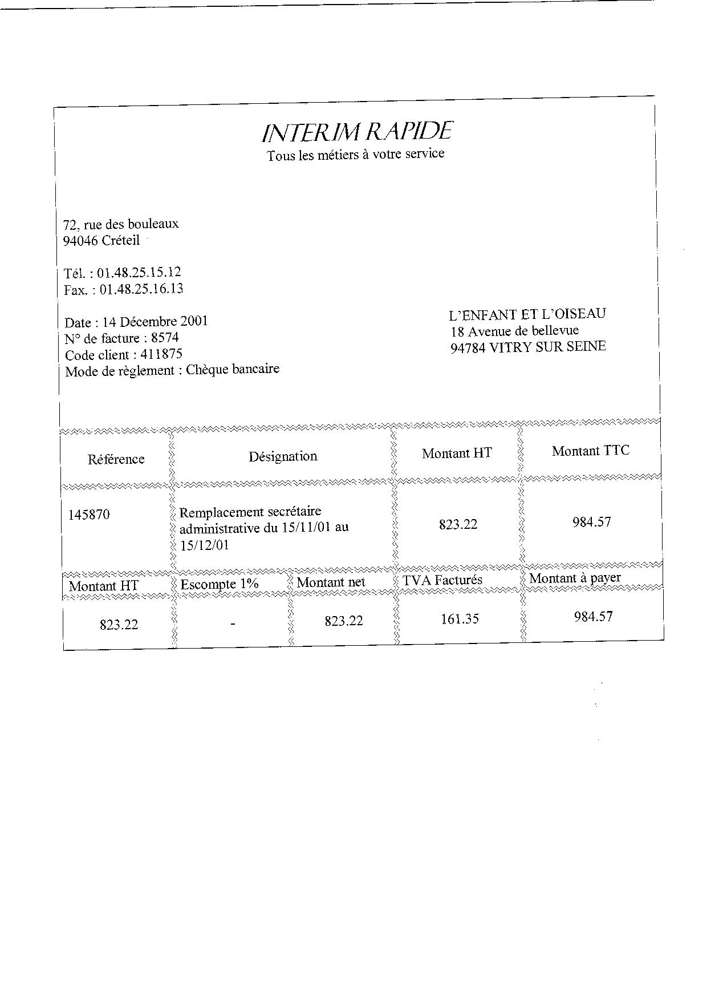 INTERIM RAPIDE
Tous les métiers à votre service
72, rue des bouleaux
94046 Créteil
Tél. : 01.48.25.15.12
Fax. : 01.48.25.16.13
Date : 14 Décembre 2001
N° de facture : 8574
Code client : 411875
Mode de règlement : Chèque bancaire
L'ENFANT ET L'OISEAU
18 Avenue de bellevue
94784 VITRY SUR SEINE
Référence Désignation Montant HT Montant TTC
145870 Remplacement secrétaire
administrative du 15/11/01 au 823.22 984.57
15/12/01
Montant HT Escompte 1% Montant net TVA Facturés Montant à payer
823.22 - 823.22 161.35 984.57